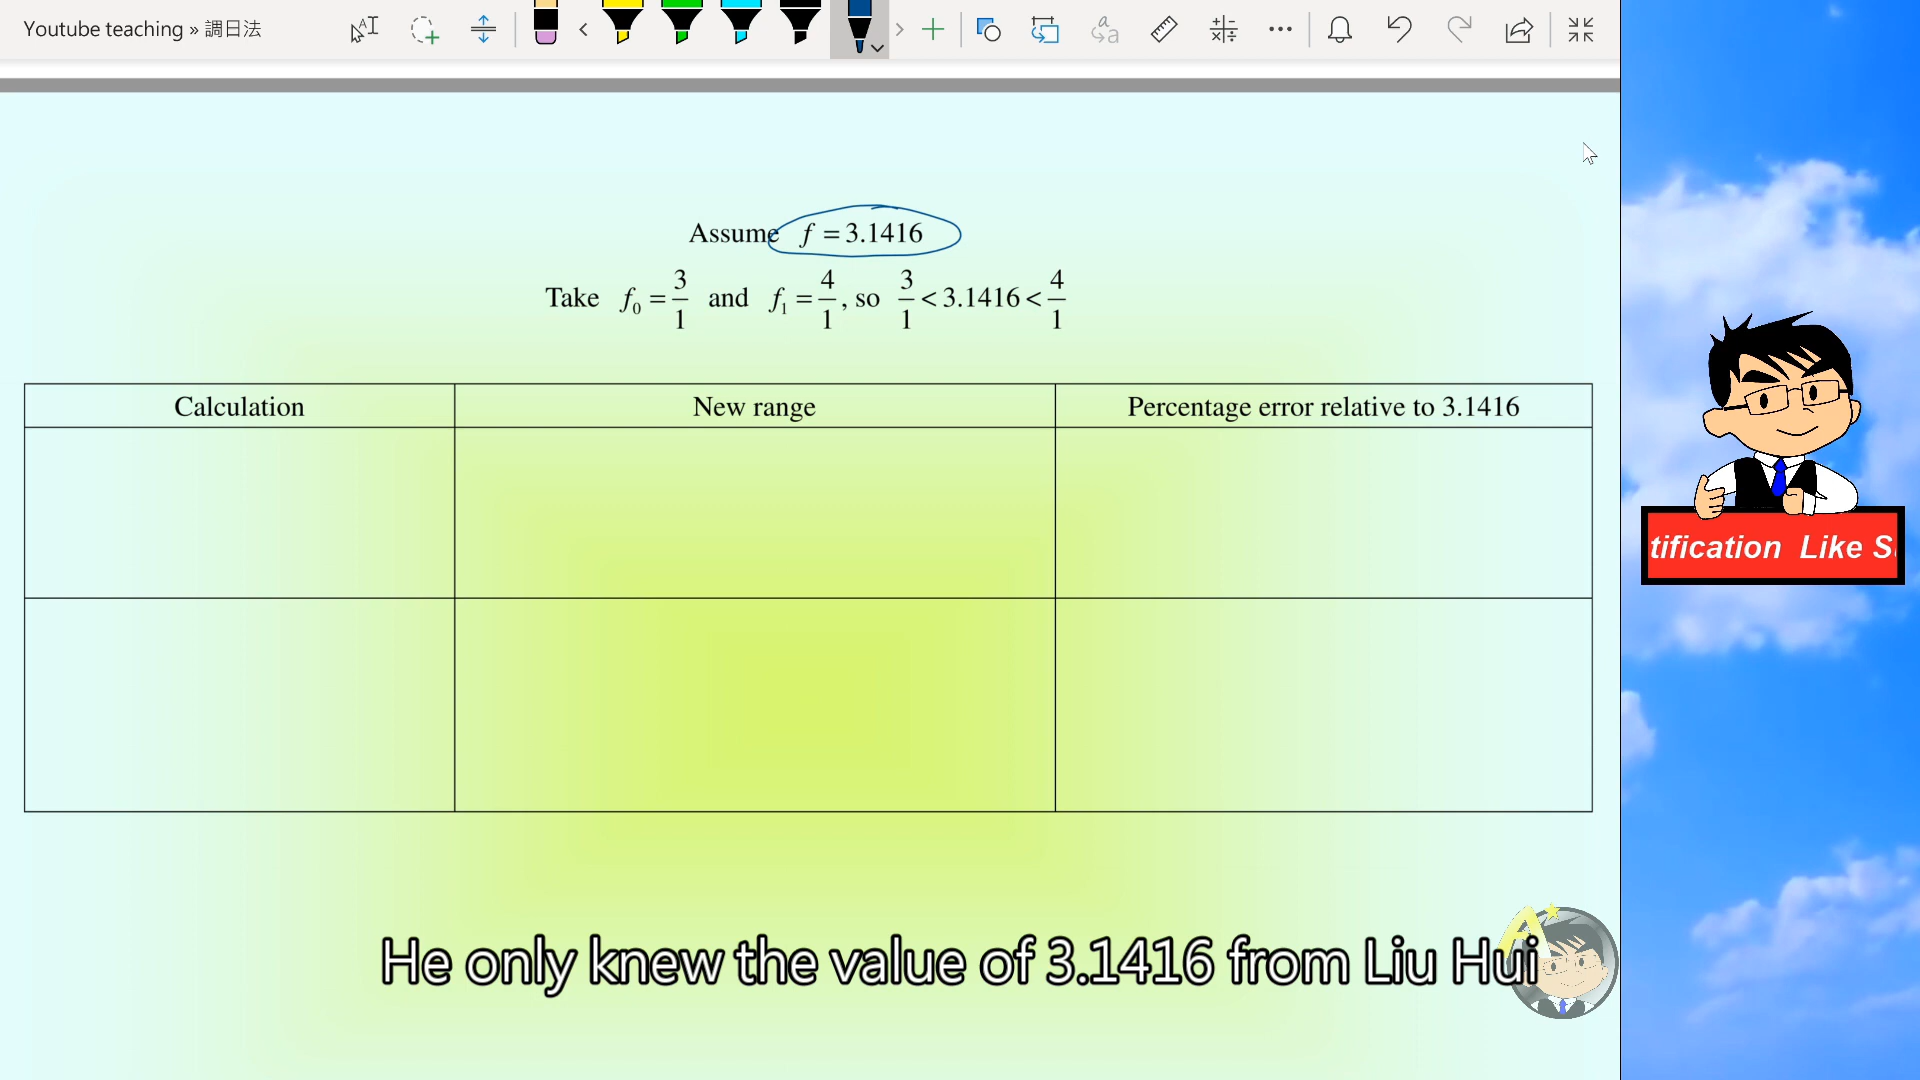 Youtube teaching » 調日法
Assume f = 3.1416
Take f₀ = 3/1 and f₁ = 4/1, so 3/1 < 3.1416 < 4/1
Calculation New range Percentage error relative to 3.1416
tification Like S
He only knew the value of 3.1416 from Liu Hui